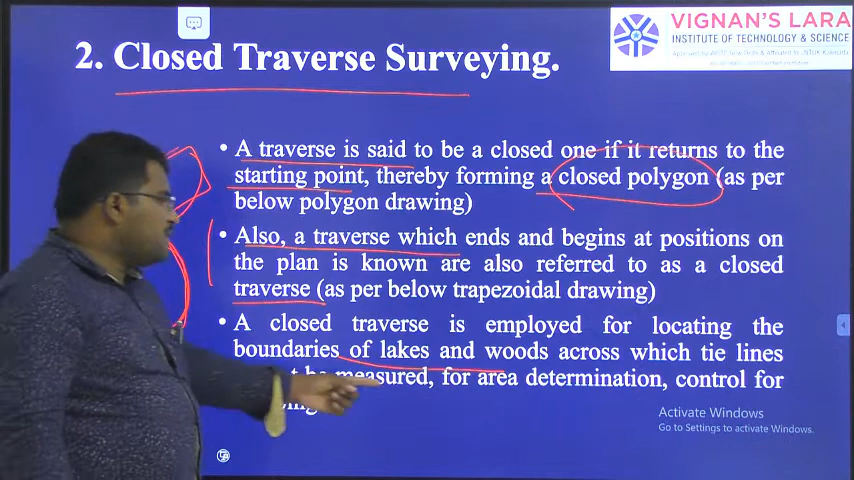 VIGNAN'S LARA
INSTITUTE OF TECHNOLOGY & SCIENCE
2. Closed Traverse Surveying.
• A traverse is said to be a closed one if it returns to the
starting point, thereby forming a closed polygon (as per
below polygon drawing)
• Also, a traverse which ends and begins at positions on
the plan is known are also referred to as a closed
traverse (as per below trapezoidal drawing)
• A closed traverse is employed for locating the
boundaries of lakes and woods across which tie lines
be measured, for area determination, control for
Activate Windows
Go to Settings to activate Windows.